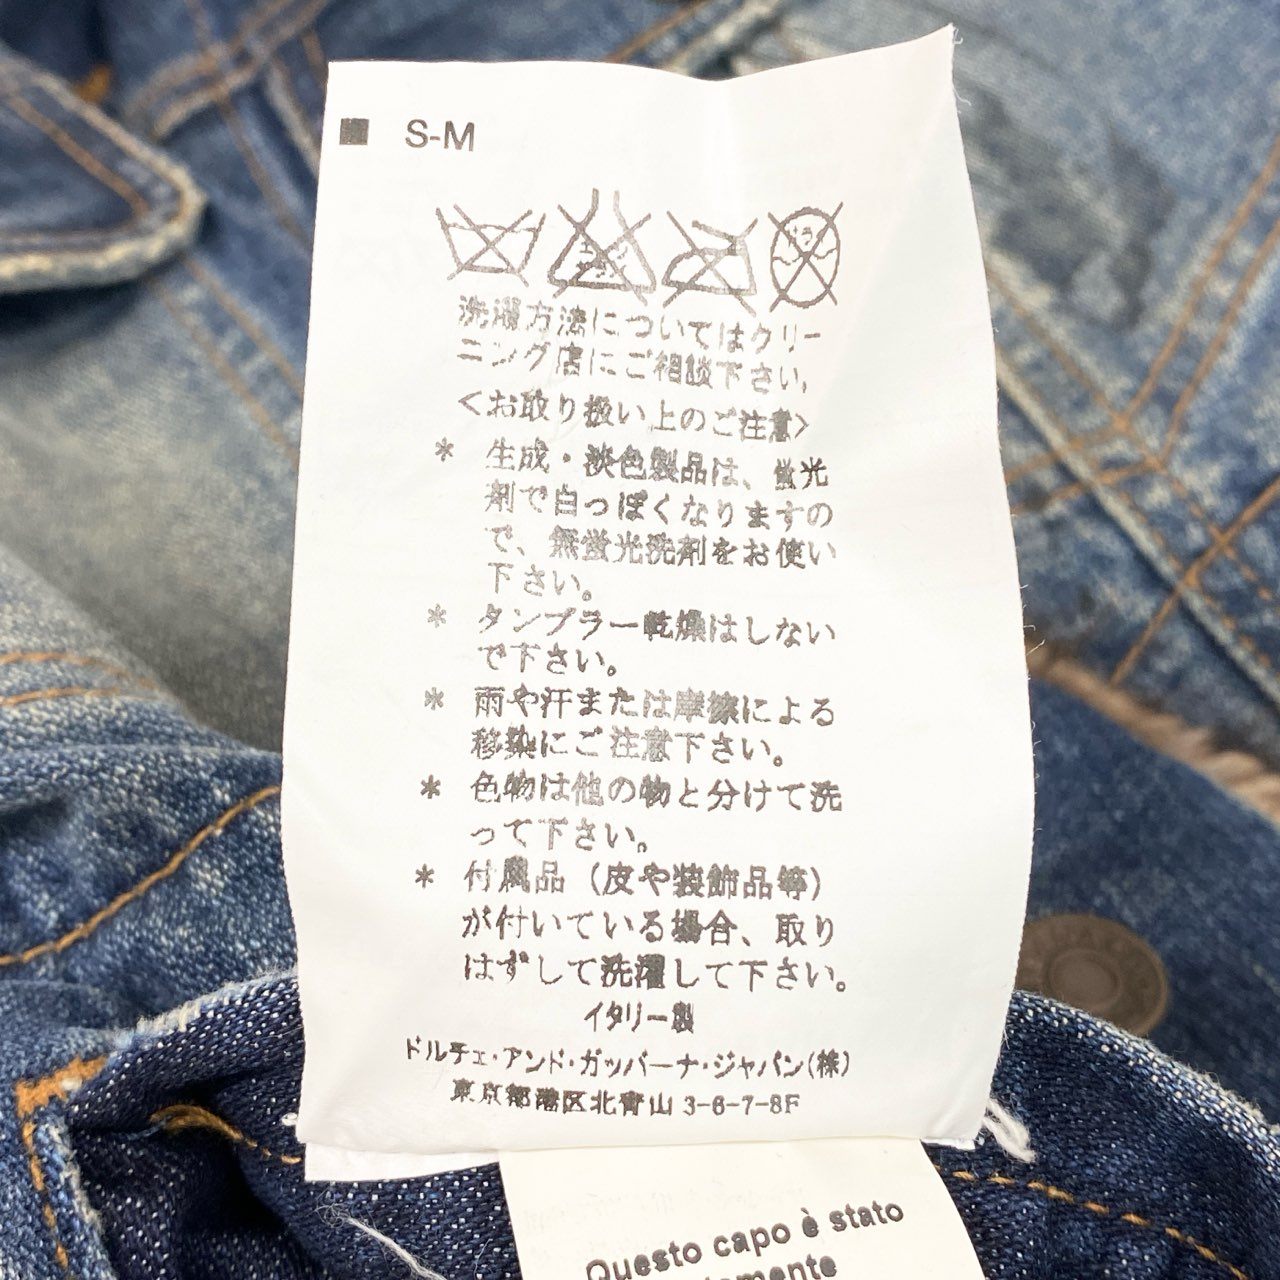 S-M
洗濯方法についてはクリー
ニング店にご相談下さい。
<お取り扱い上のご注意>
* 生成・淡色製品は、蛍光
剤で白っぽくなりますの
で、無蛍光洗剤をお使い
下さい。
* タンブラー乾燥はしない
で下さい。
* 雨や汗または摩擦による
移染にご注意下さい。
* 色物は他の物と分けて洗
って下さい。
* 付属品（皮や装飾品等）
が付いている場合、取り
はずして洗濯して下さい。
イタリー製
ドルチェ・アンド・ガッバーナ・ジャパン(株)
東京都港区北青山 3-6-7-8F
Questo capo è stato